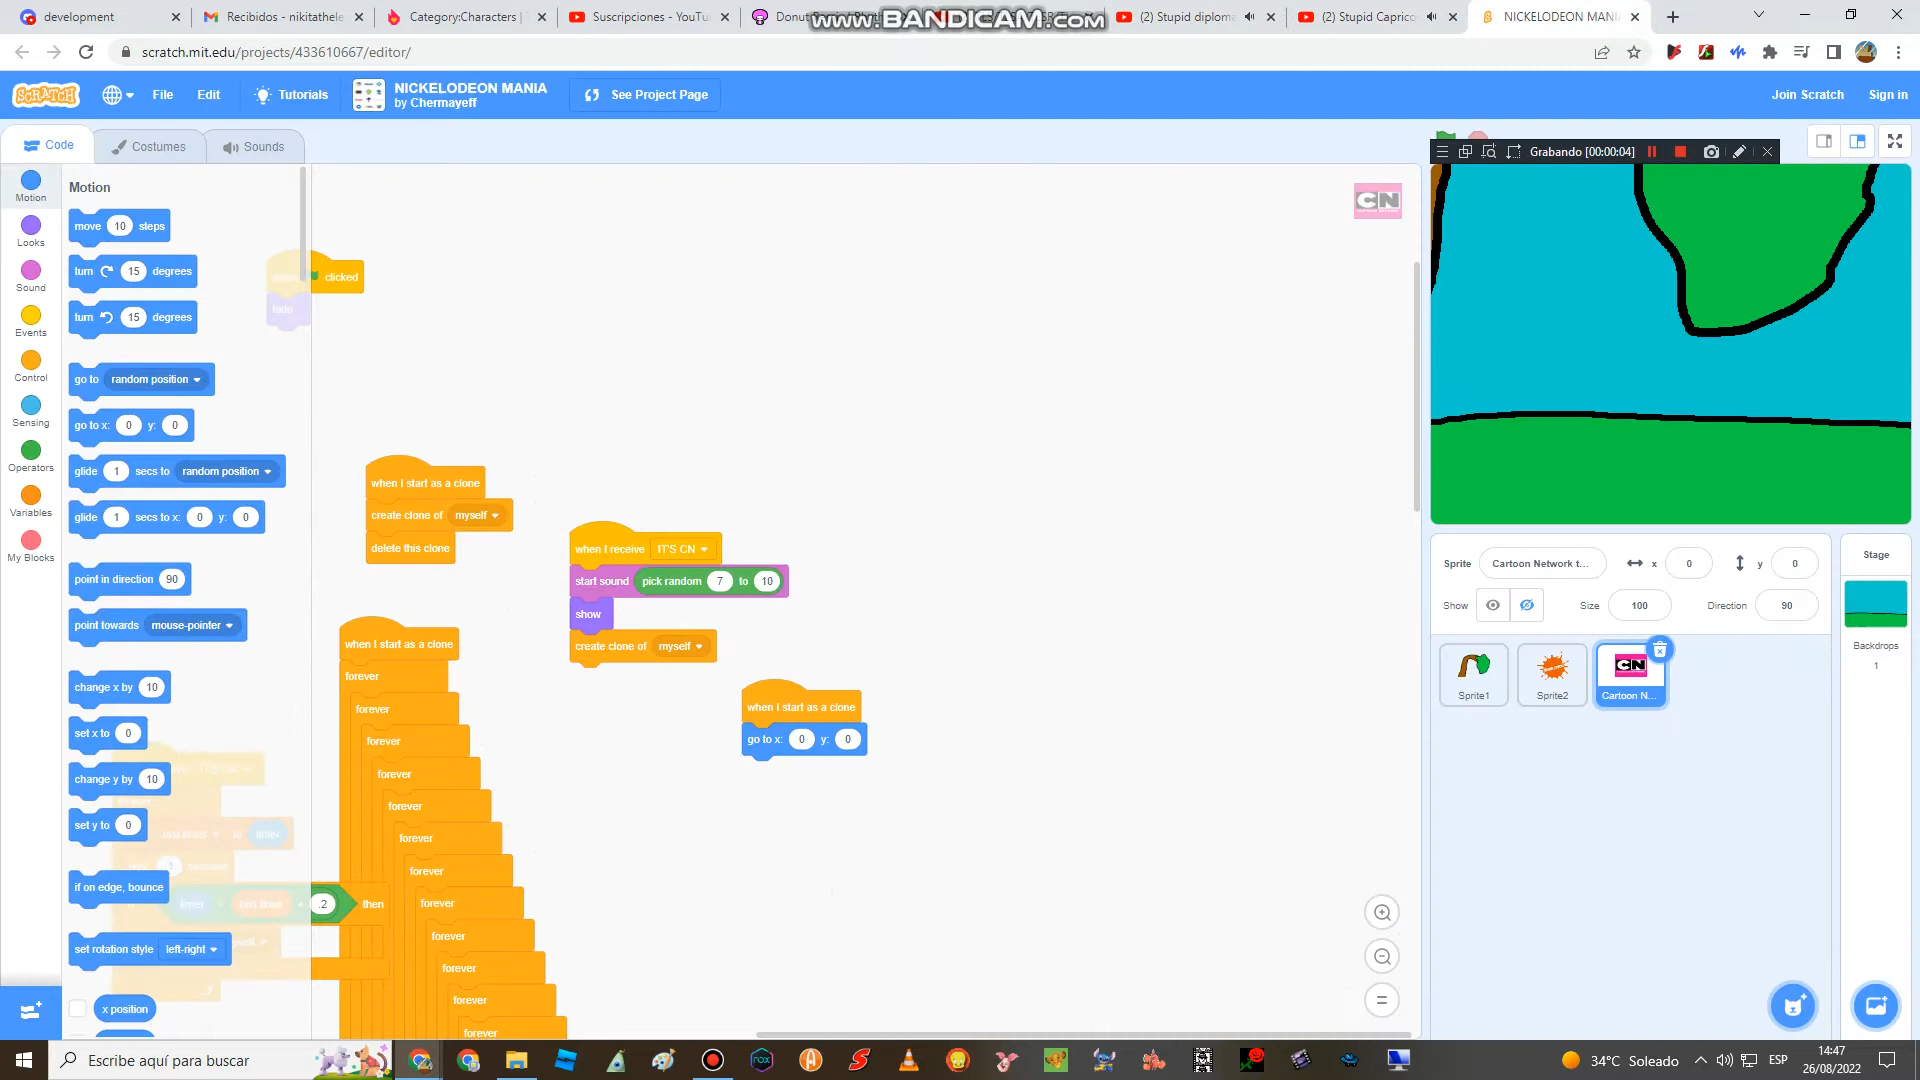 development
Recibidos - nikitathele
Category:Characters |
Suscripciones - YouTu
(2) Stupid diplom
(2) Stupid Caprico
NICKELODEON MANI
www.BANDICAM.com
scratch.mit.edu/projects/433610667/editor/
SCRATCH
File
Edit
Tutorials
NICKELODEON MANIA
by Chermayeff
See Project Page
Join Scratch
Sign in
Code
Costumes
Sounds
Grabando [00:00:04]
Motion
Looks
Sound
Events
Control
Sensing
Operators
Variables
My Blocks
Motion
move 10 steps
turn 15 degrees
turn 15 degrees
go to random position
go to x: 0 y: 0
glide 1 secs to random position
glide 1 secs to x: 0 y: 0
point in direction 90
point towards mouse-pointer
change x by 10
set x to 0
change y by 10
set y to 0
if on edge, bounce
set rotation style left-right
x position
clicked
hide
when I start as a clone
create clone of myself
delete this clone
when I receive IT'S CN
start sound pick random 7 to 10
show
create clone of myself
when I start as a clone
go to x: 0 y: 0
when I start as a clone
forever
forever
forever
forever
forever
forever
forever
forever
forever
forever
forever
forever
.2 then
CN
Sprite
Cartoon Network t...
x
0
y
0
Show
Size
100
Direction
90
Sprite1
Sprite2
CN
Cartoon N...
Stage
Backdrops
1
Escribe aquí para buscar
34°C Soleado
ESP
14:47
26/08/2022